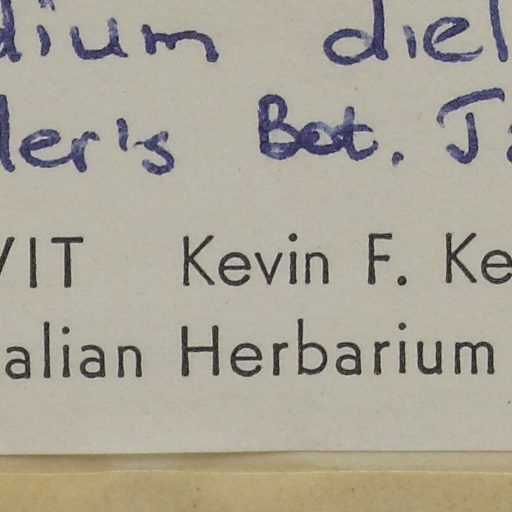 dium diel
ler's Bot. J
VIT Kevin F. Ke
alian Herbarium